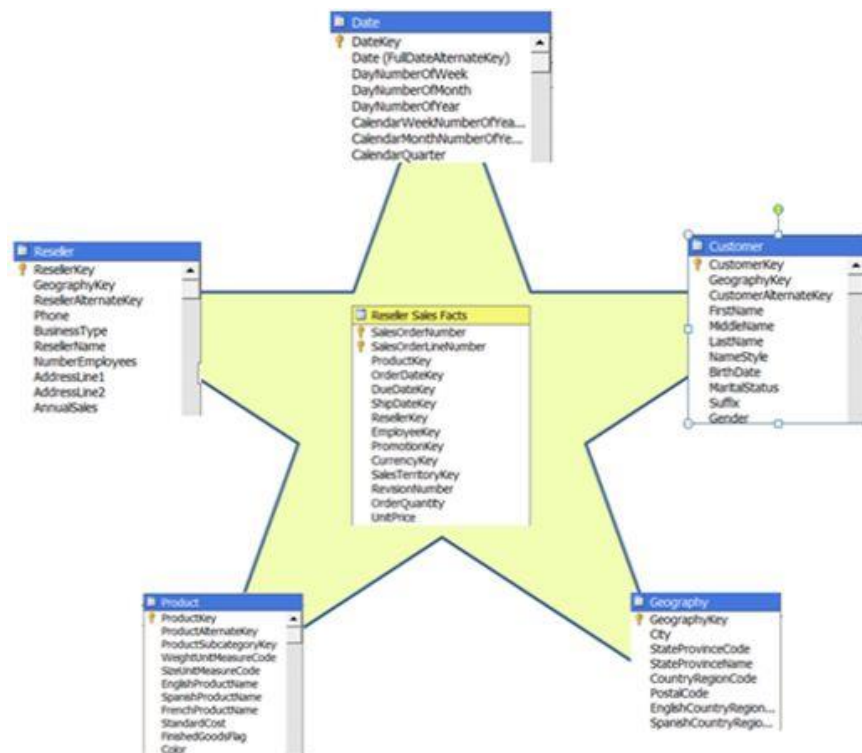 Date
DateKey
Date (FullDateAlternateKey)
DayNumberOfWeek
DayNumberOfMonth
DayNumberOfYear
CalendarWeekNumberOfYea...
CalendarMonthNumberOfYe...
CalendarQuarter
Reseller
ResellerKey
GeographyKey
ResellerAlternateKey
Phone
BusinessType
ResellerName
NumberEmployees
AddressLine1
AddressLine2
AnnualSales
Reseller Sales Facts
SalesOrderNumber
SalesOrderLineNumber
ProductKey
OrderDateKey
DueDateKey
ShipDateKey
ResellerKey
EmployeeKey
PromotionKey
CurrencyKey
SalesTerritoryKey
RevisionNumber
OrderQuantity
UnitPrice
Customer
CustomerKey
GeographyKey
CustomerAlternateKey
FirstName
MiddleName
LastName
NameStyle
BirthDate
MaritalStatus
Suffix
Gender
Product
ProductKey
ProductAlternateKey
ProductSubcategoryKey
WeightUnitMeasureCode
SizeUnitMeasureCode
EnglishProductName
SpanishProductName
FrenchProductName
StandardCost
FinishedGoodsFlag
Color
Geography
GeographyKey
City
StateProvinceCode
StateProvinceName
CountryRegionCode
PostalCode
EnglishCountryRegion...
SpanishCountryRegio...